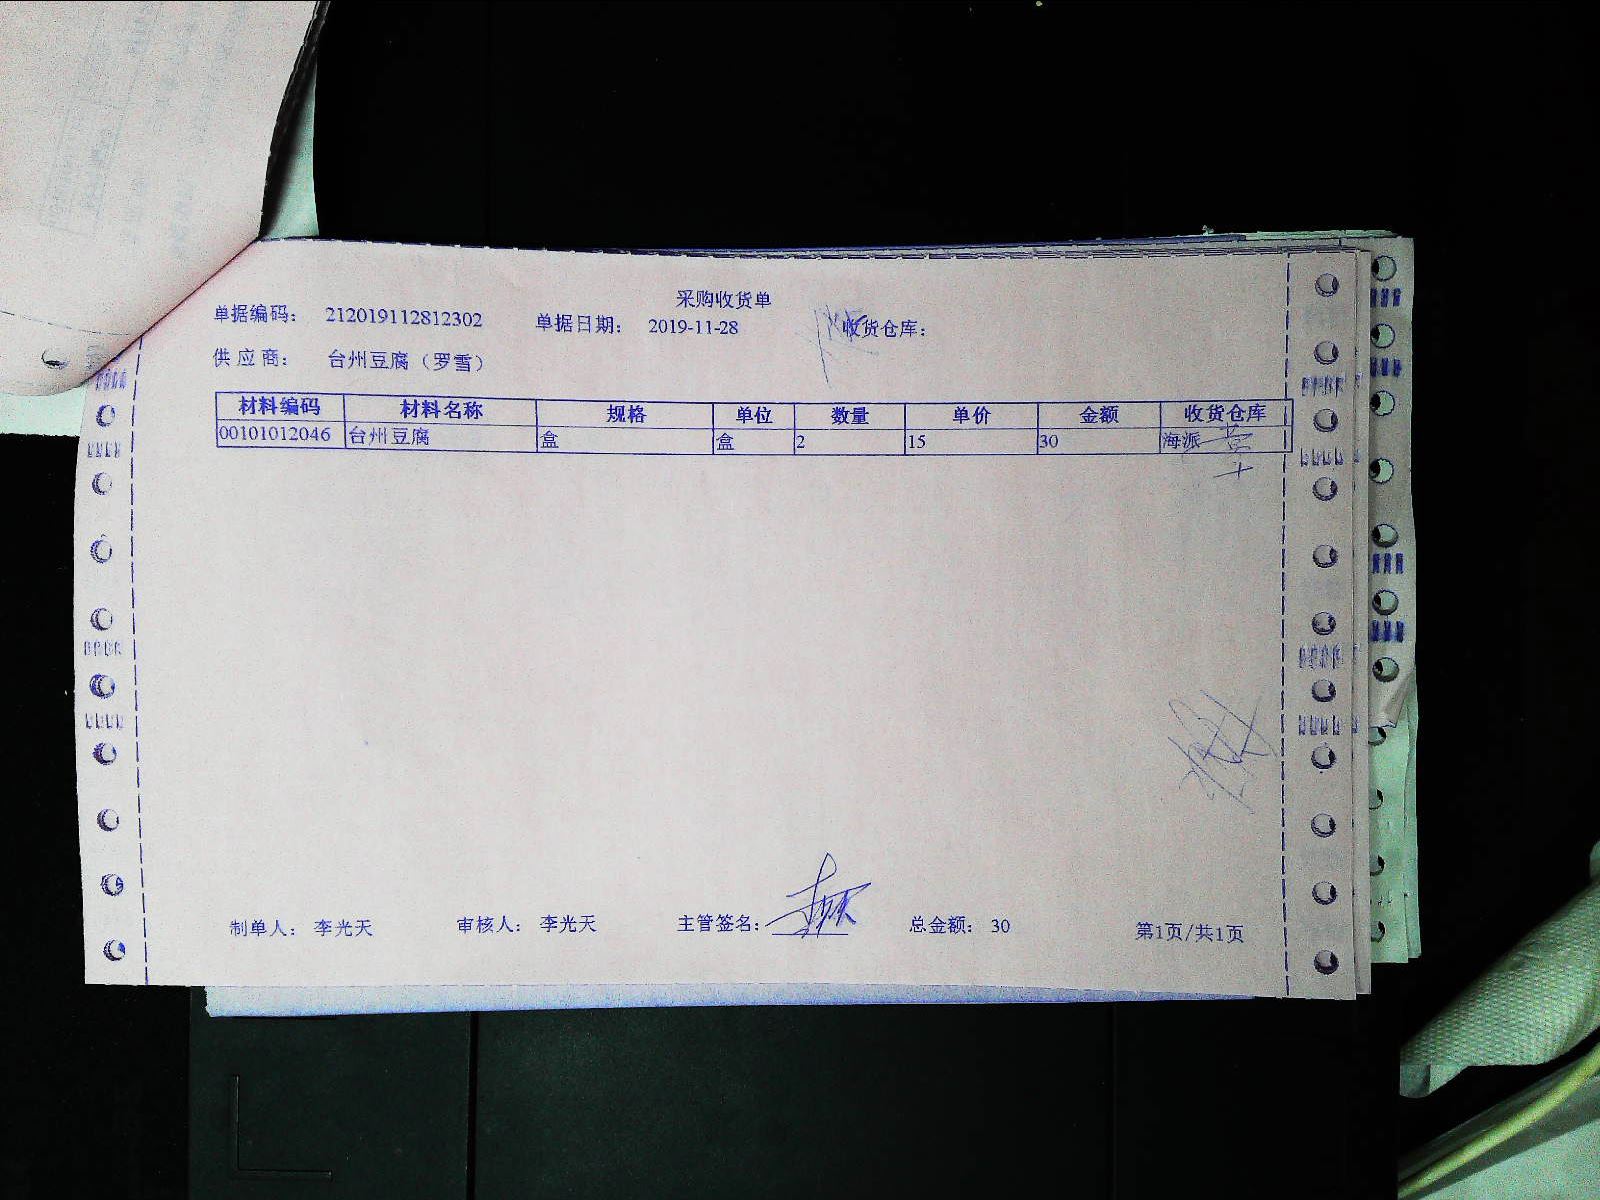 采购收货单
单据编码： 212019112812302 单据日期： 2019-11-28 收货仓库：
供 应 商： 台州豆腐（罗雪）
材料编码 材料名称 规格 单位 数量 单价 金额 收货仓库
00101012046 台州豆腐 盒 盒 2 15 30 海派
制单人： 李光天 审核人： 李光天 主管签名： 总金额： 30 第1页/共1页